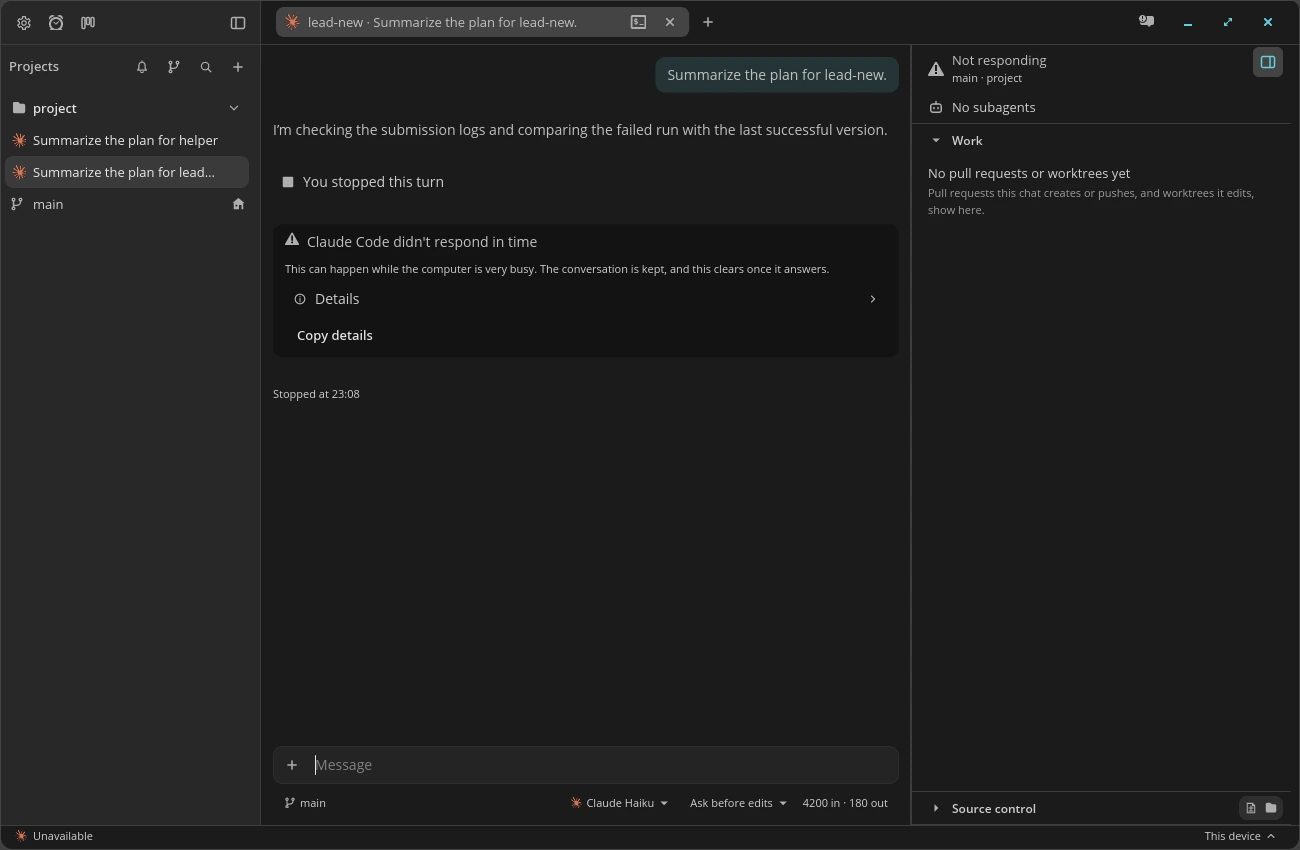 lead-new · Summarize the plan for lead-new.
Projects
project
Summarize the plan for helper
Summarize the plan for lead...
main
Summarize the plan for lead-new.
I'm checking the submission logs and comparing the failed run with the last successful version.
You stopped this turn
Claude Code didn't respond in time
This can happen while the computer is very busy. The conversation is kept, and this clears once it answers.
Details
Copy details
Stopped at 23:08
Message
main
Claude Haiku
Ask before edits
4200 in · 180 out
Not responding
main · project
No subagents
Work
No pull requests or worktrees yet
Pull requests this chat creates or pushes, and worktrees it edits,
show here.
Source control
Unavailable
This device